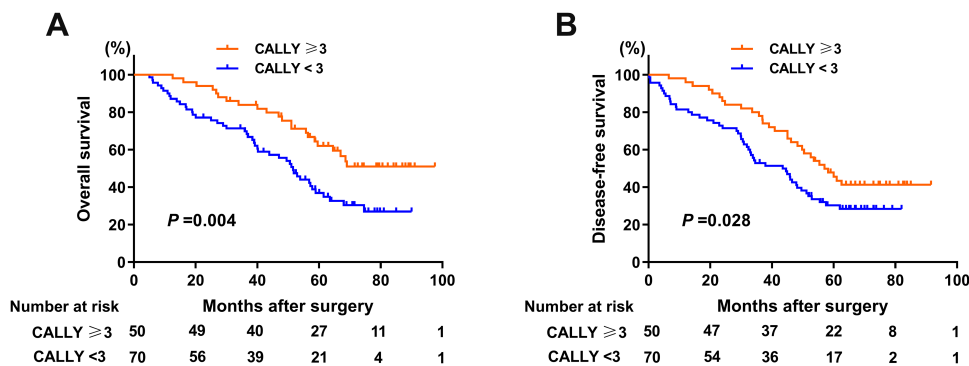 A
(%)
CALLY ≥3
CALLY < 3
100
80
60
40
20
0
Overall survival
P =0.004
0 20 40 60 80 100
Months after surgery
Number at risk
CALLY ≥3 50 49 40 27 11 1
CALLY <3 70 56 39 21 4 1
B
(%)
CALLY ≥3
CALLY < 3
100
80
60
40
20
0
Disease-free survival
P =0.028
0 20 40 60 80 100
Months after surgery
Number at risk
CALLY ≥3 50 47 37 22 8 1
CALLY <3 70 54 36 17 2 1